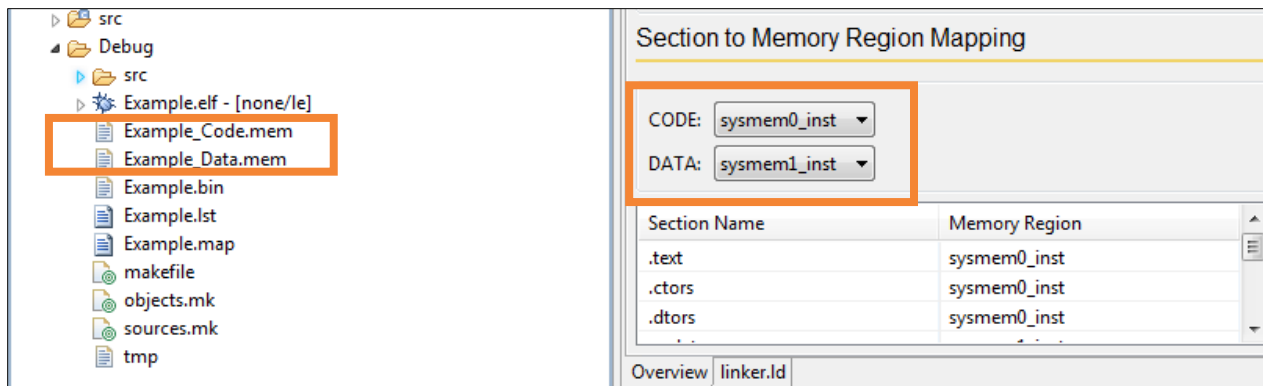 src
Debug
src
Example.elf - [none/le]
Example_Code.mem
Example_Data.mem
Example.bin
Example.lst
Example.map
makefile
objects.mk
sources.mk
tmp
Section to Memory Region Mapping
CODE: sysmem0_inst
DATA: sysmem1_inst
Section Name Memory Region
.text sysmem0_inst
.ctors sysmem0_inst
.dtors sysmem0_inst
Overview linker.ld